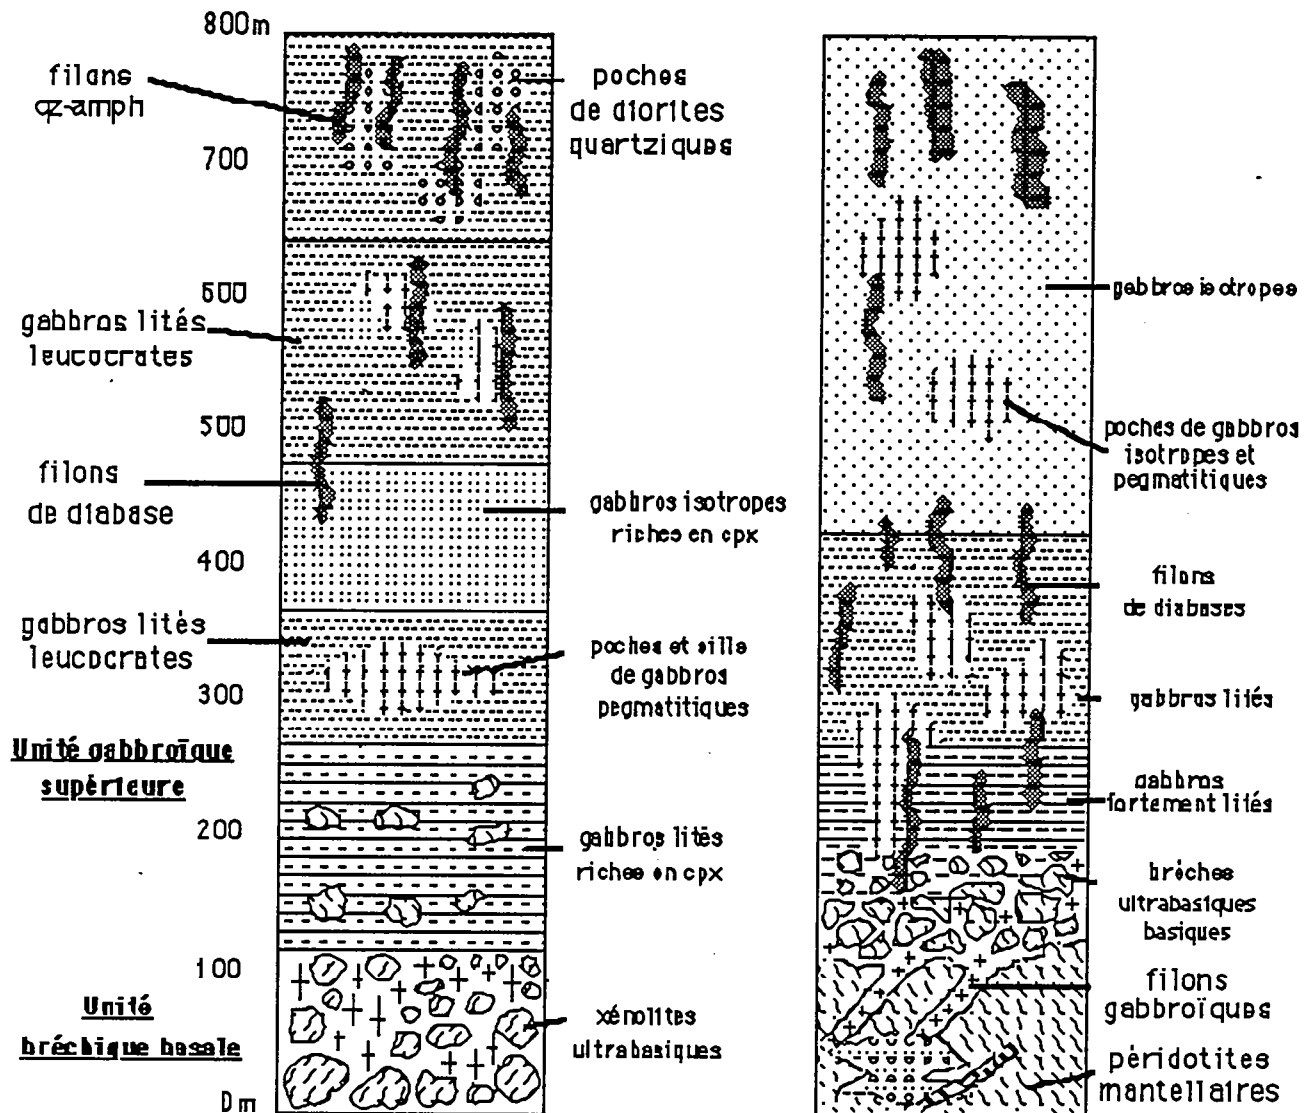 800m
filons
qz-amph
poches
de diorites
quartziques
700
600
gabbros lités
leucocrates
500
filons
de diabase
gabbros isotropes
riches en cpx
400
gabbros lités
leucocrates
poches et sills
de gabbros
pegmatitiques
300
Unité gabbroïque
supérieure
200
gabbros lités
riches en cpx
100
Unité
bréchique basale
xénolites
ultrabasiques
0m
gabbros isotropes
poches de gabbros
isotropes et
pegmatitiques
filons
de diabases
gabbros lités
gabbros
fortement lités
brèches
ultrabasiques
basiques
filons
gabbroïques
péridotites
mantellaires